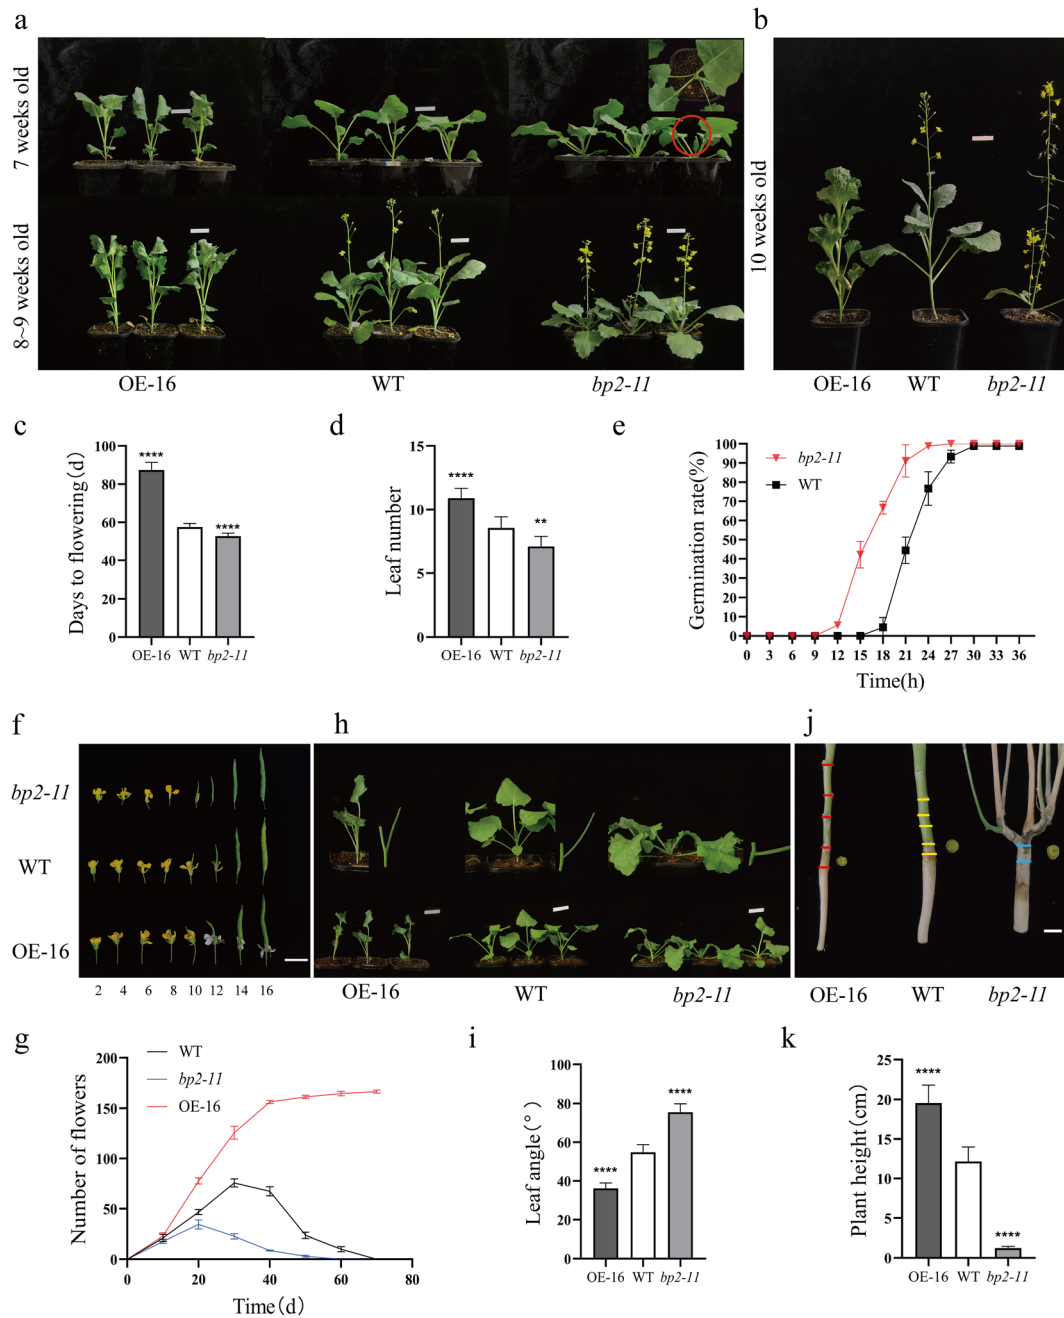 a
b
7 weeks old
8~9 weeks old
10 weeks old
OE-16 WT bp2-11
OE-16 WT bp2-11
c
d
e
Days to flowering(d)
100
80
60
40
20
0
****
****
OE-16 WT bp2-11
Leaf number
15
10
5
0
****
**
OE-16 WT bp2-11
Germination rate(%)
100
90
80
70
60
50
40
30
20
10
0
bp2-11
WT
0 3 6 9 12 15 18 21 24 27 30 33 36
Time(h)
f
h
j
bp2-11
WT
OE-16
2 4 6 8 10 12 14 16
OE-16 WT bp2-11
OE-16 WT bp2-11
g
i
k
Number of flowers
200
150
100
50
0
WT
bp2-11
OE-16
0 20 40 60 80
Time(d)
Leaf angle(°)
100
80
60
40
20
0
****
****
OE-16 WT bp2-11
Plant height(cm)
25
20
15
10
5
0
****
****
OE-16 WT bp2-11